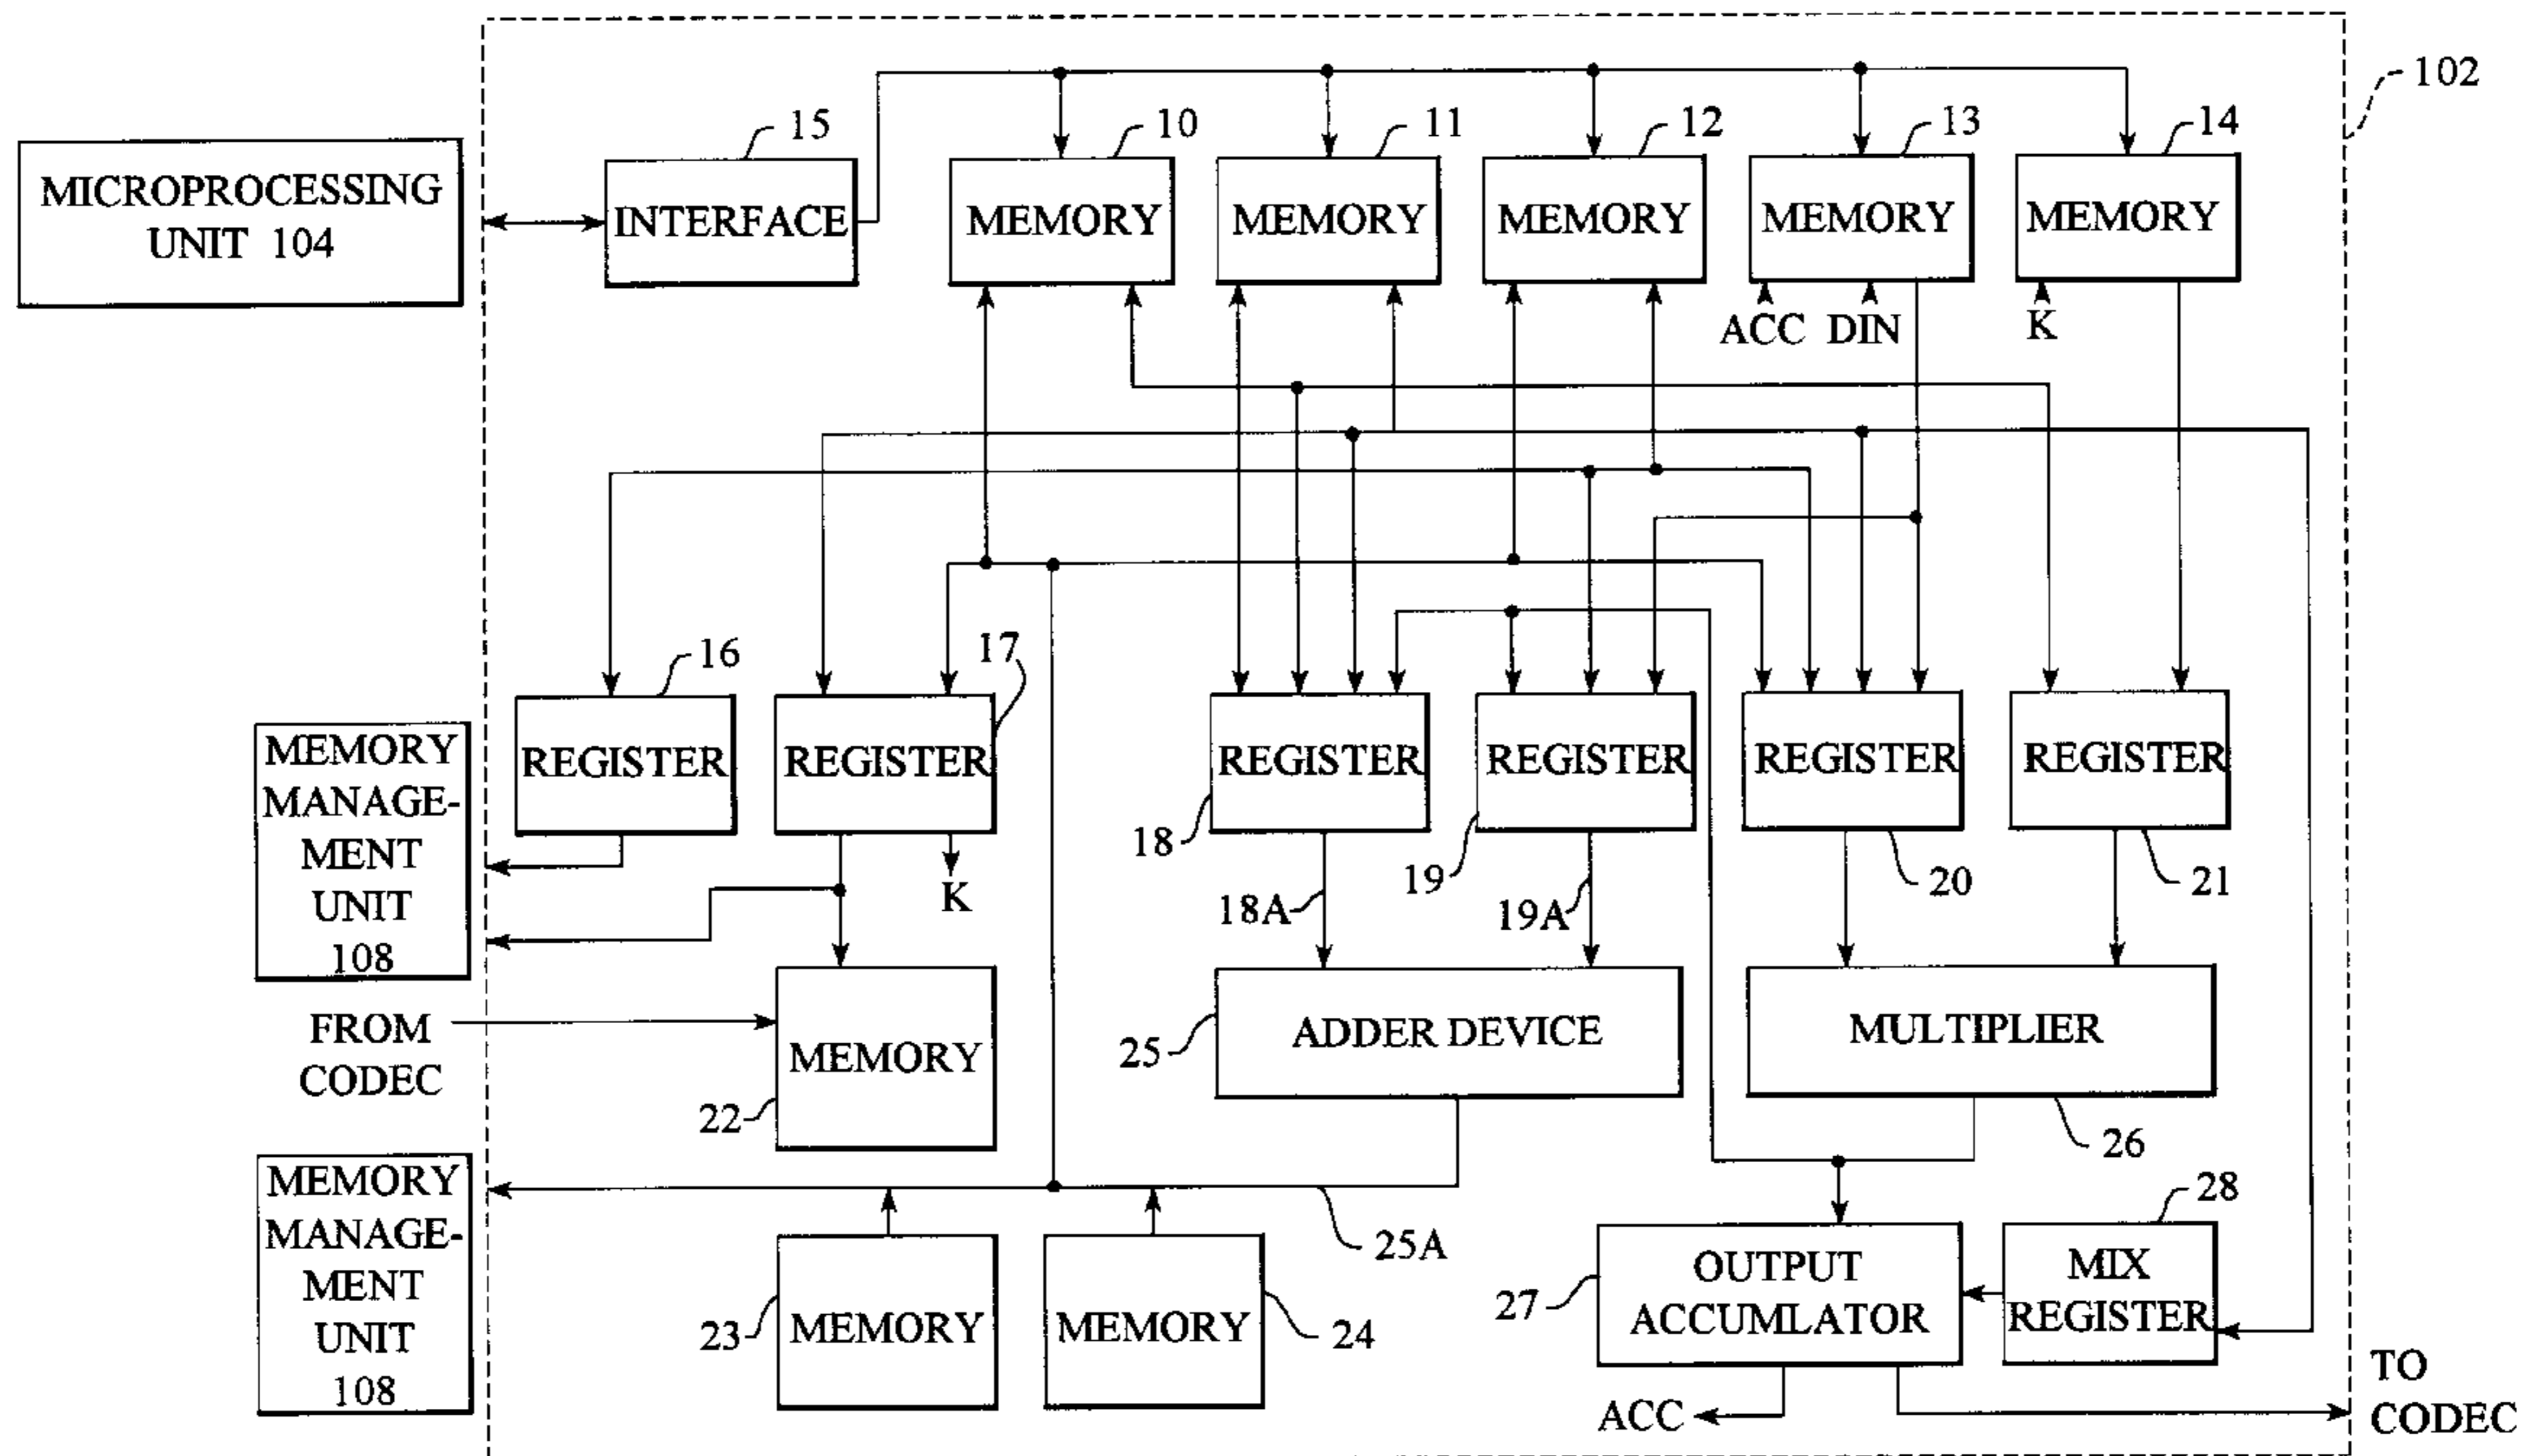 102
15
10
11
12
13
14
MICROPROCESSING
UNIT 104
INTERFACE
MEMORY
MEMORY
MEMORY
MEMORY
MEMORY
ACC DIN
K
16
17
MEMORY
MANAGE-
MENT
UNIT
108
REGISTER
REGISTER
REGISTER
REGISTER
REGISTER
REGISTER
18
19
20
21
K
18A
19A
FROM
CODEC
MEMORY
22
25
ADDER DEVICE
MULTIPLIER
26
MEMORY
MANAGE-
MENT
UNIT
108
25A
28
23
MEMORY
MEMORY
24
27
OUTPUT
ACCUMLATOR
MIX
REGISTER
ACC
TO
CODEC